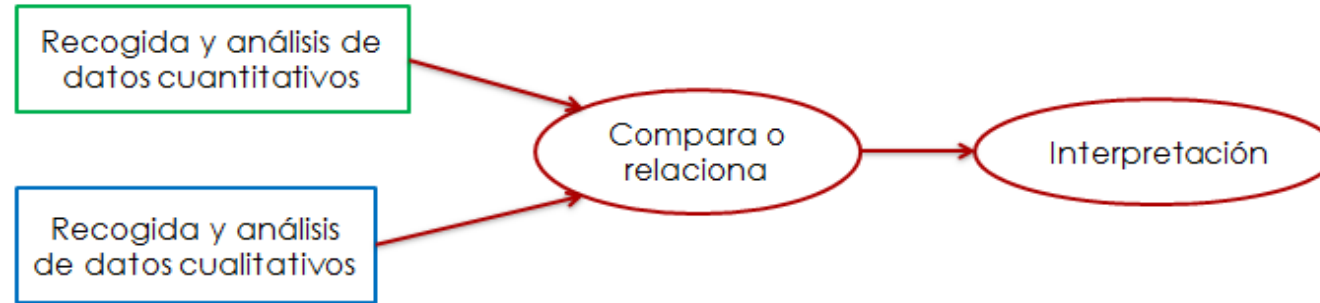 Recogida y análisis de
datos cuantitativos
Recogida y análisis
de datos cualitativos
Compara o
relaciona
Interpretación